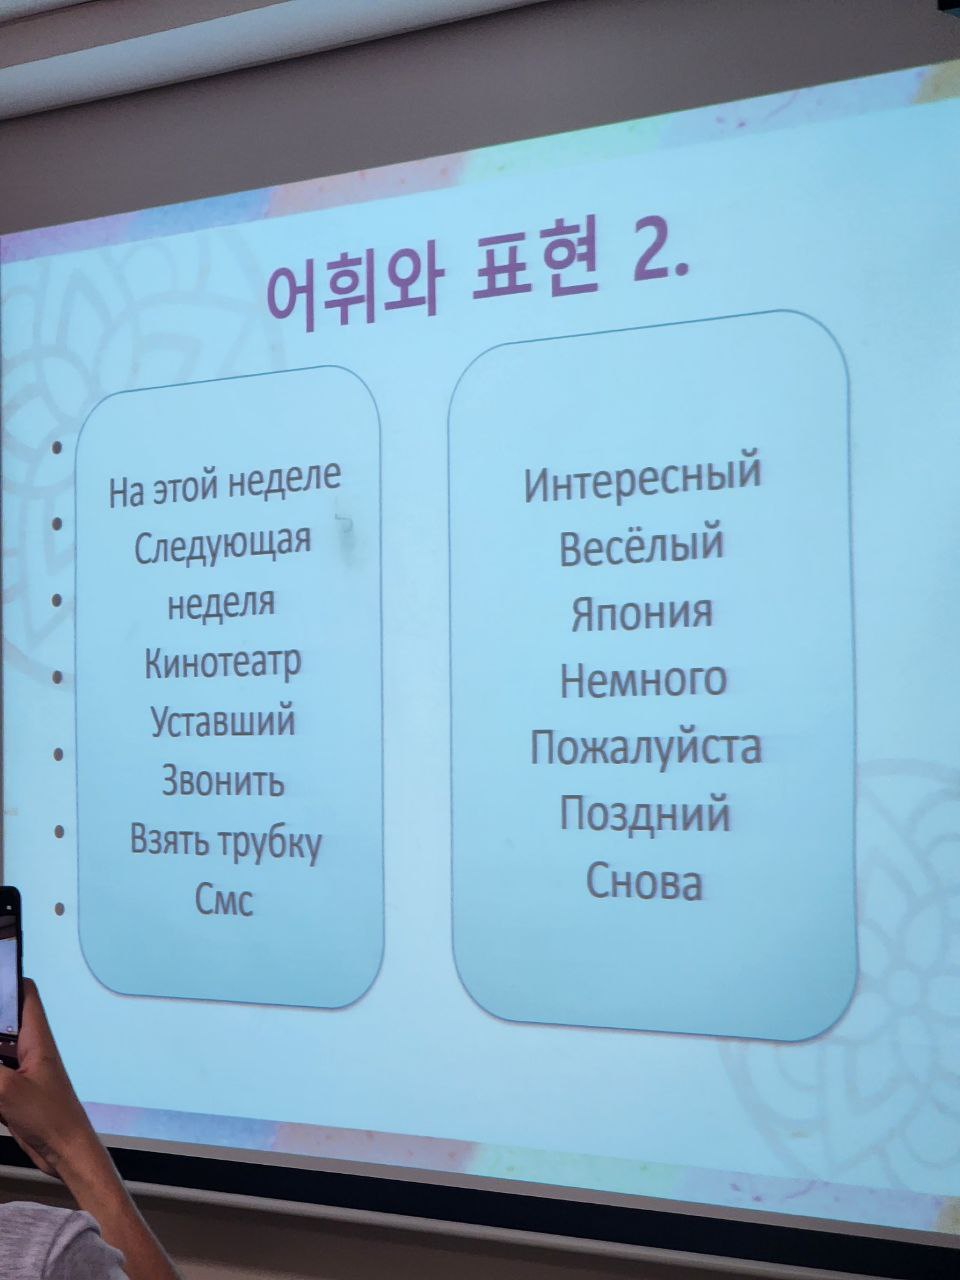 어휘와 표현 2.
На этой неделе
Следующая
неделя
Кинотеатр
Уставший
Звонить
Взять трубку
Смс
Интересный
Весёлый
Япония
Немного
Пожалуйста
Поздний
Снова